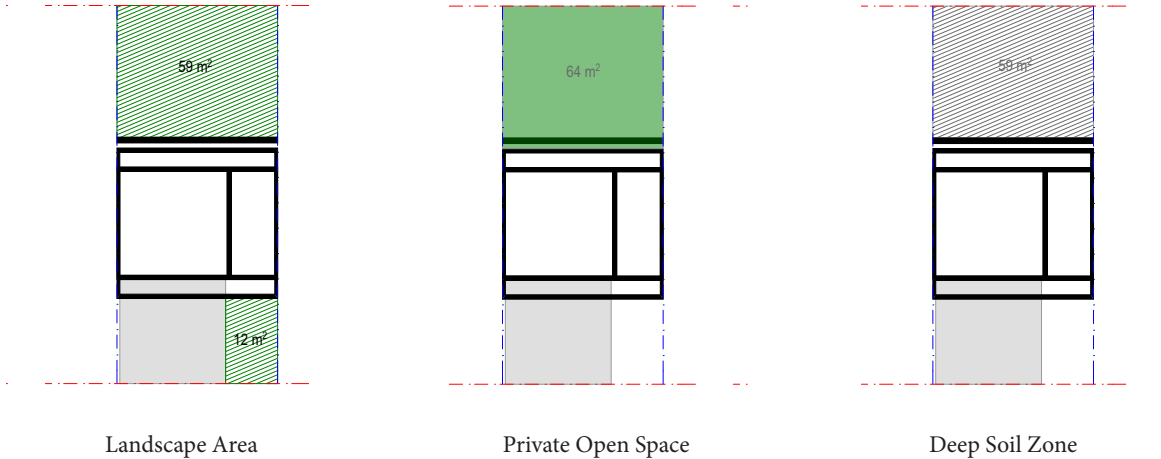 59 m²
64 m²
59 m²
12 m²
Landscape Area
Private Open Space
Deep Soil Zone